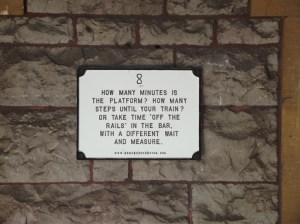 HOW MANY MINUTES IS
THE PLATFORM? HOW MANY
STEPS UNTIL YOUR TRAIN?
OR TAKE TIME 'OFF THE
RAILS' IN THE BAR,
WITH A DIFFERENT WAIT
AND MEASURE.